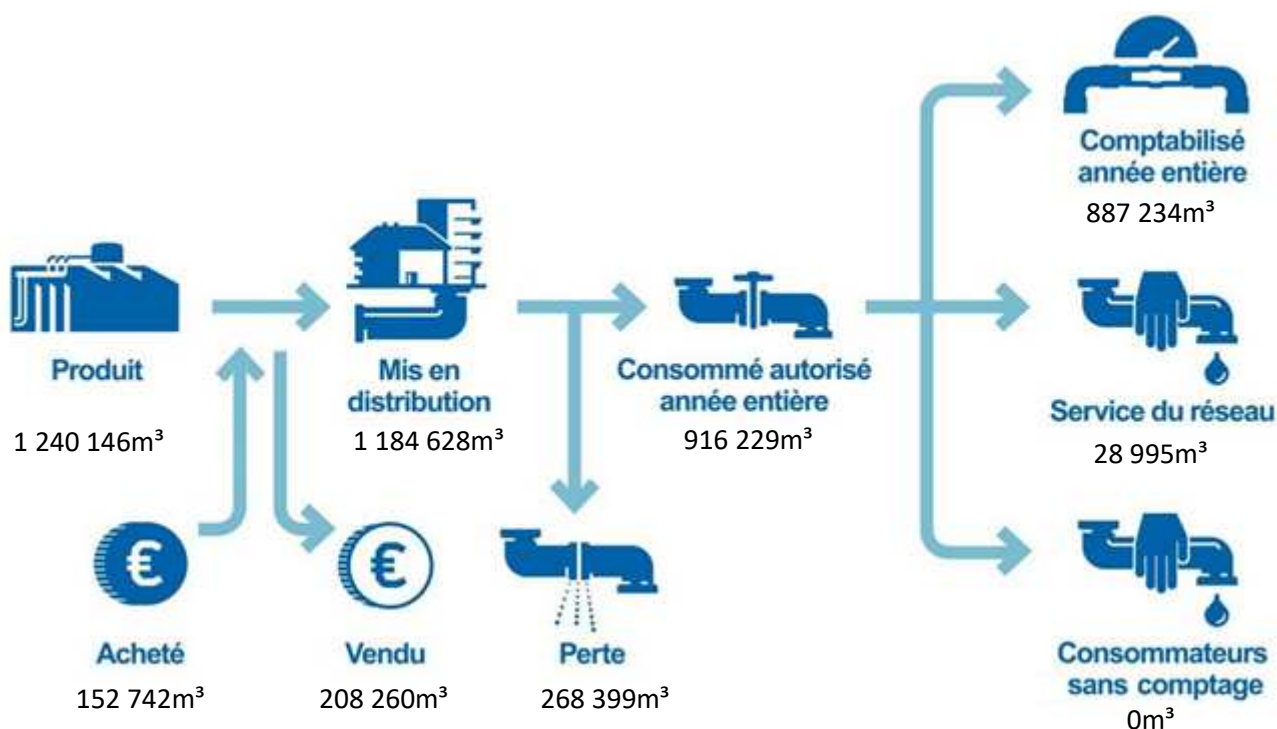 Comptabilisé
année entière
887 234m³
Produit
1 240 146m³
Mis en
distribution
1 184 628m³
Consommé autorisé
année entière
916 229m³
Service du réseau
28 995m³
€
Acheté
152 742m³
€
Vendu
208 260m³
Perte
268 399m³
Consommateurs
sans comptage
0m³